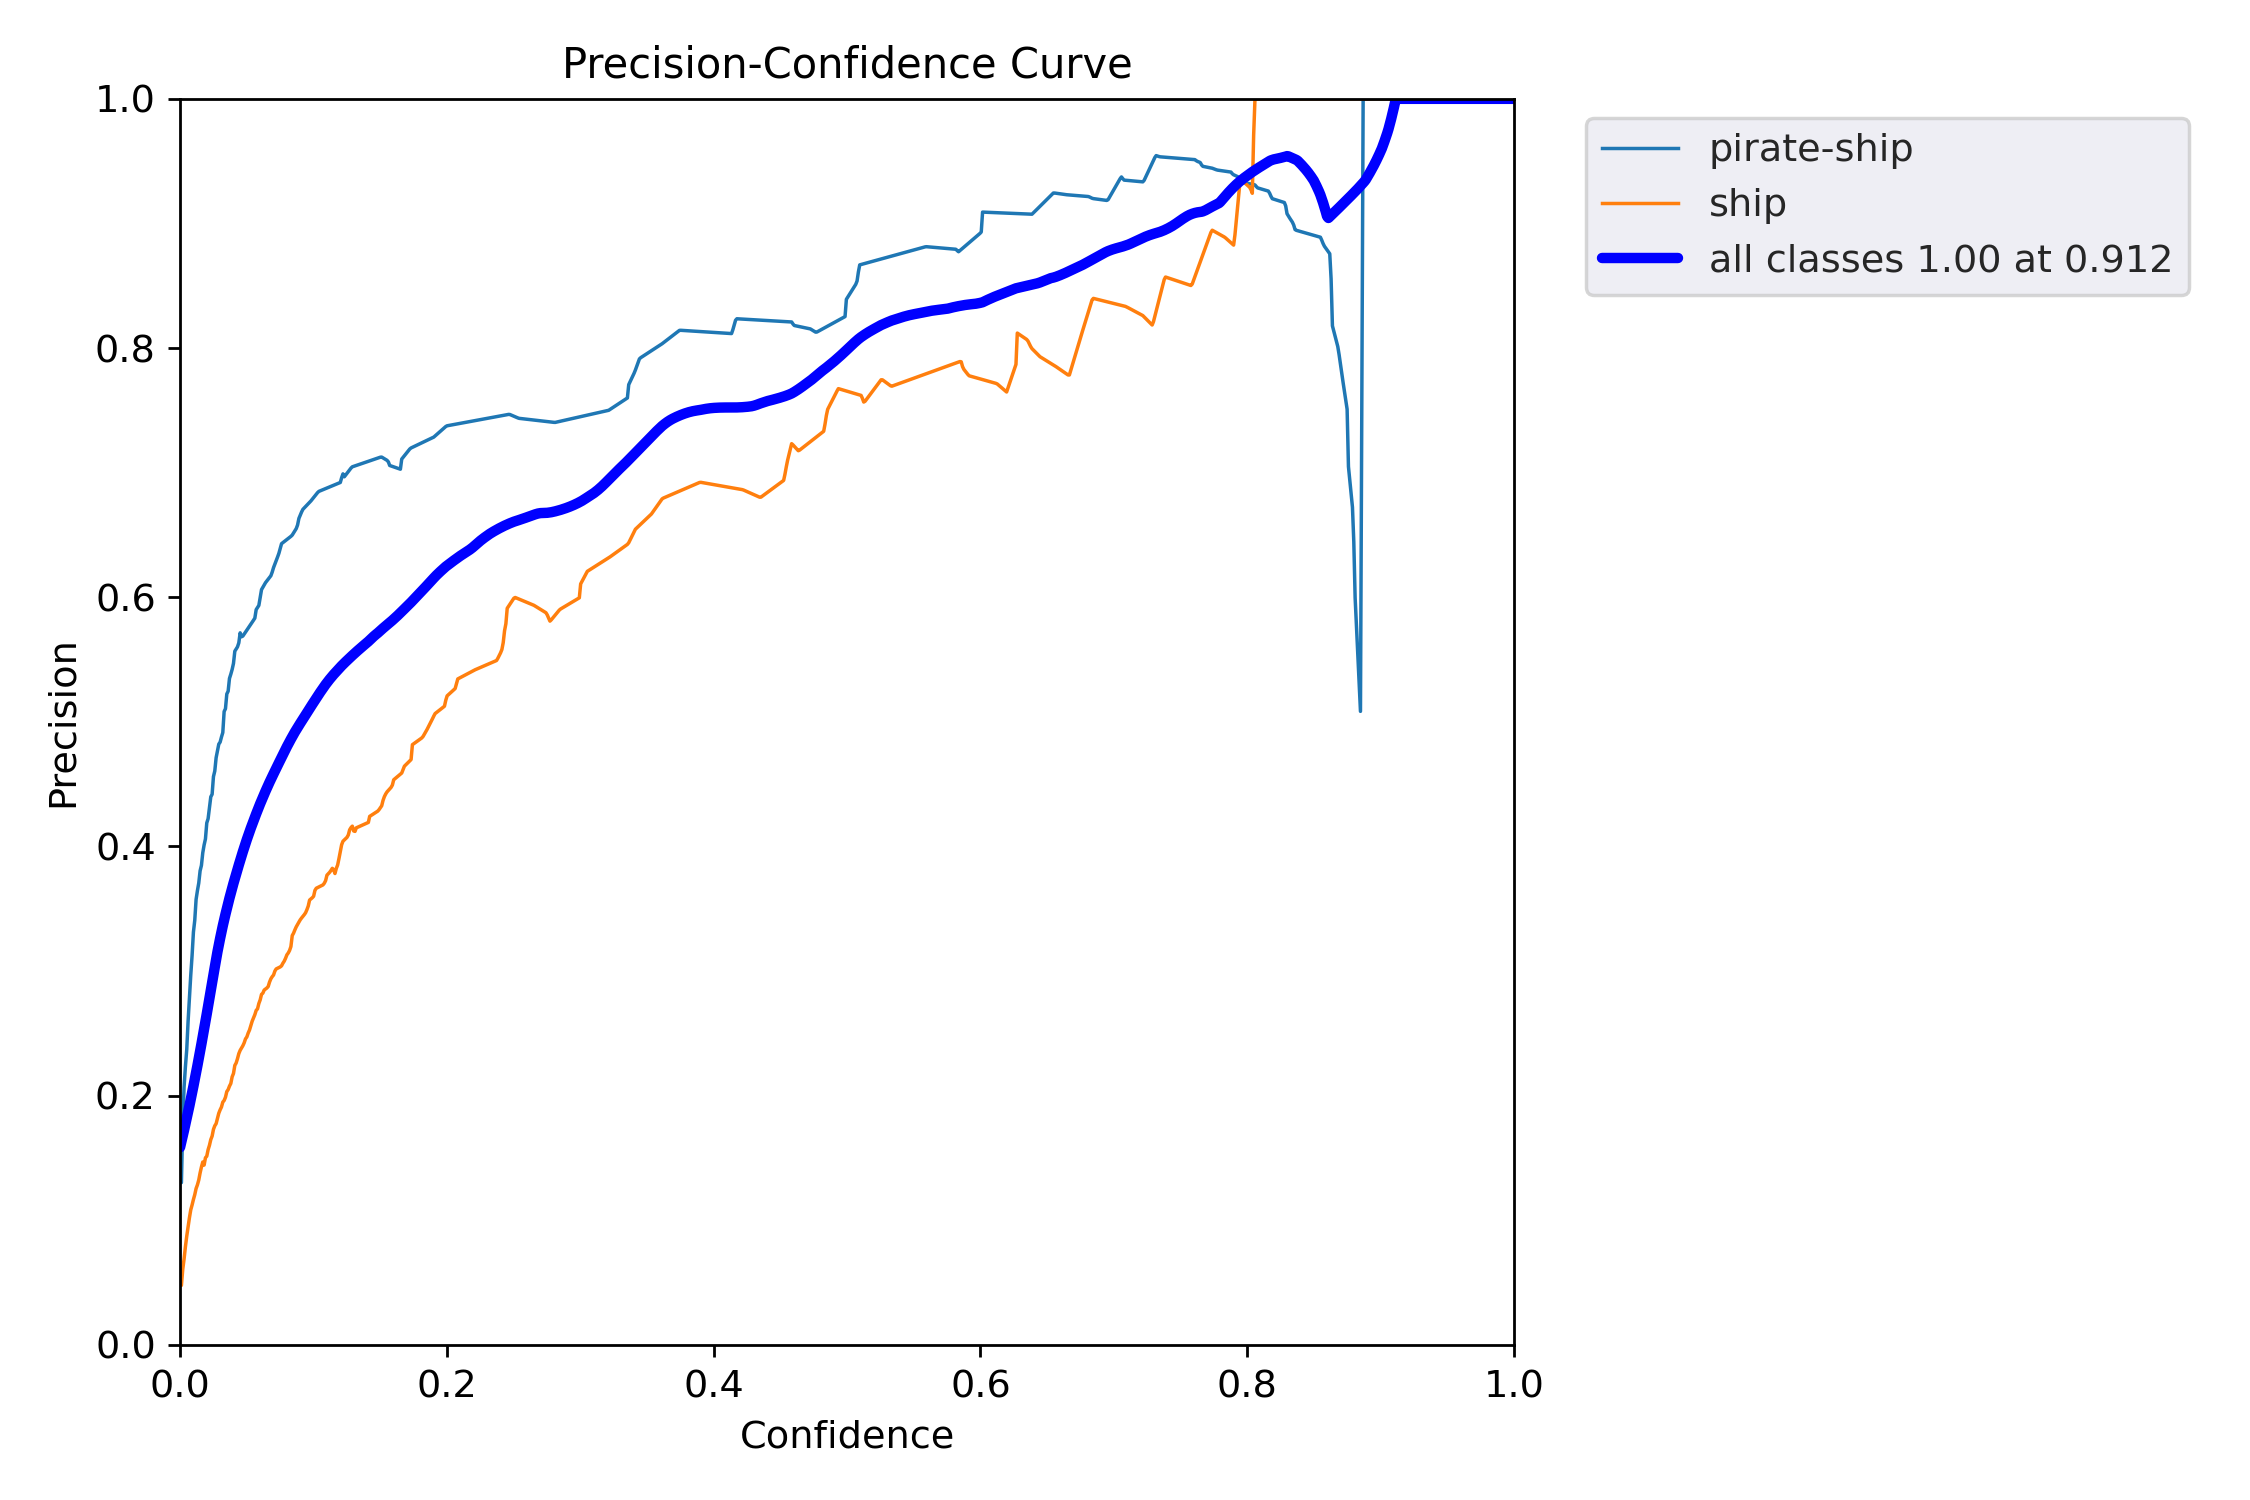 Precision-Confidence Curve
1.0
0.8
0.6
0.4
0.2
0.0
Precision
0.0 0.2 0.4 0.6 0.8 1.0
Confidence
pirate-ship
ship
all classes 1.00 at 0.912